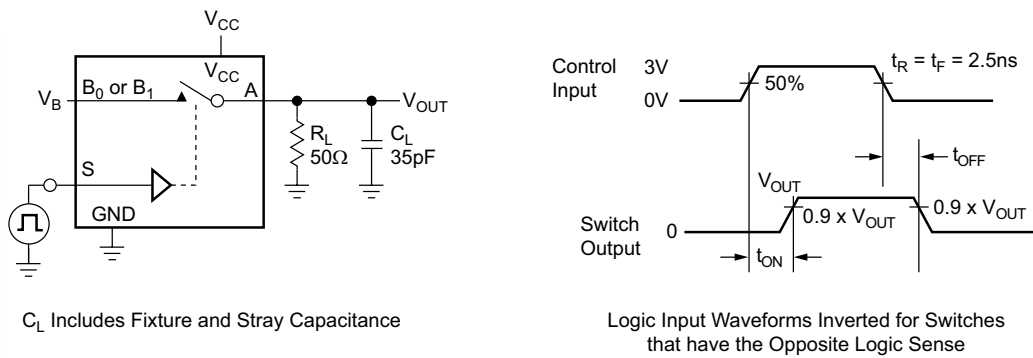 V_CC
V_CC
V_B
B_0 or B_1
A
V_OUT
R_L
50Ω
C_L
35pF
S
GND
C_L Includes Fixture and Stray Capacitance
Control
Input
3V
0V
50%
t_R = t_F = 2.5ns
t_OFF
V_OUT
0.9 x V_OUT
0.9 x V_OUT
Switch
Output
0
t_ON
Logic Input Waveforms Inverted for Switches
that have the Opposite Logic Sense